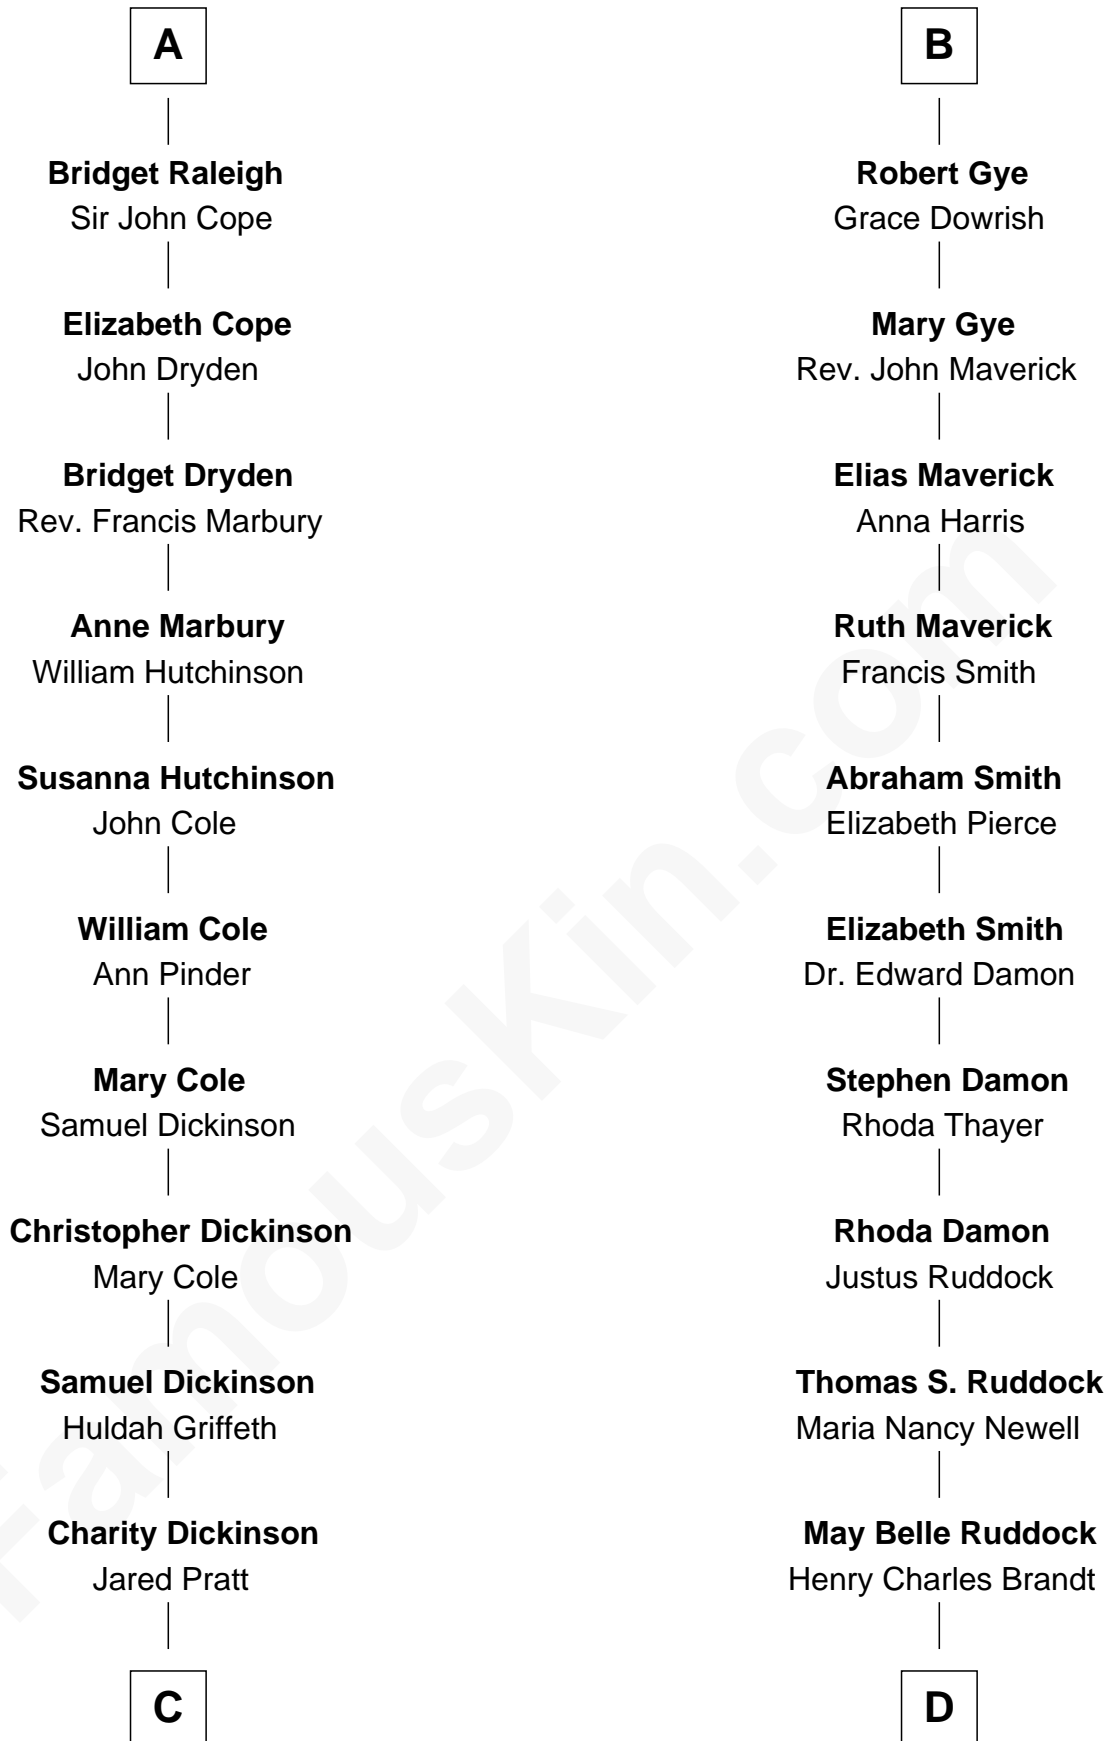 A
Bridget Raleigh
Sir John Cope
Elizabeth Cope
John Dryden
Bridget Dryden
Rev. Francis Marbury
Anne Marbury
William Hutchinson
Susanna Hutchinson
John Cole
William Cole
Ann Pinder
Mary Cole
Samuel Dickinson
Christopher Dickinson
Mary Cole
Samuel Dickinson
Huldah Griffeth
Charity Dickinson
Jared Pratt
C
B
Robert Gye
Grace Dowrish
Mary Gye
Rev. John Maverick
Elias Maverick
Anna Harris
Ruth Maverick
Francis Smith
Abraham Smith
Elizabeth Pierce
Elizabeth Smith
Dr. Edward Damon
Stephen Damon
Rhoda Thayer
Rhoda Damon
Justus Ruddock
Thomas S. Ruddock
Maria Nancy Newell
May Belle Ruddock
Henry Charles Brandt
D
FamousKin.com